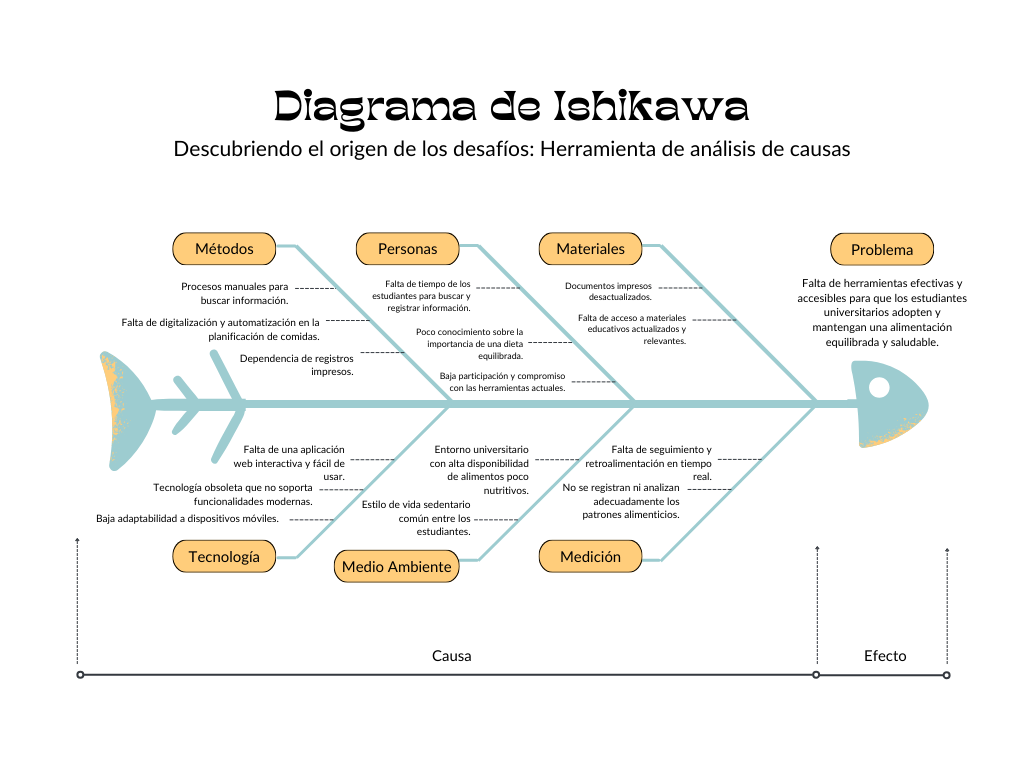 Diagrama de Ishikawa
Descubriendo el origen de los desafíos: Herramienta de análisis de causas
Métodos
Procesos manuales para
buscar información.
Falta de digitalización y automatización en la
planificación de comidas.
Dependencia de registros
impresos.
Personas
Falta de tiempo de los
estudiantes para buscar y
registrar información.
Poco conocimiento sobre la
importancia de una dieta
equilibrada.
Baja participación y compromiso
con las herramientas actuales.
Materiales
Documentos impresos
desactualizados.
Falta de acceso a materiales
educativos actualizados y
relevantes.
Problema
Falta de herramientas efectivas y
accesibles para que los estudiantes
universitarios adopten y
mantengan una alimentación
equilibrada y saludable.
Falta de una aplicación
web interactiva y fácil de
usar.
Tecnología obsoleta que no soporta
funcionalidades modernas.
Baja adaptabilidad a dispositivos móviles.
Tecnología
Entorno universitario
con alta disponibilidad
de alimentos poco
nutritivos.
Estilo de vida sedentario
común entre los
estudiantes.
Medio Ambiente
Falta de seguimiento y
retroalimentación en tiempo
real.
No se registran ni analizan
adecuadamente los
patrones alimenticios.
Medición
Causa
Efecto